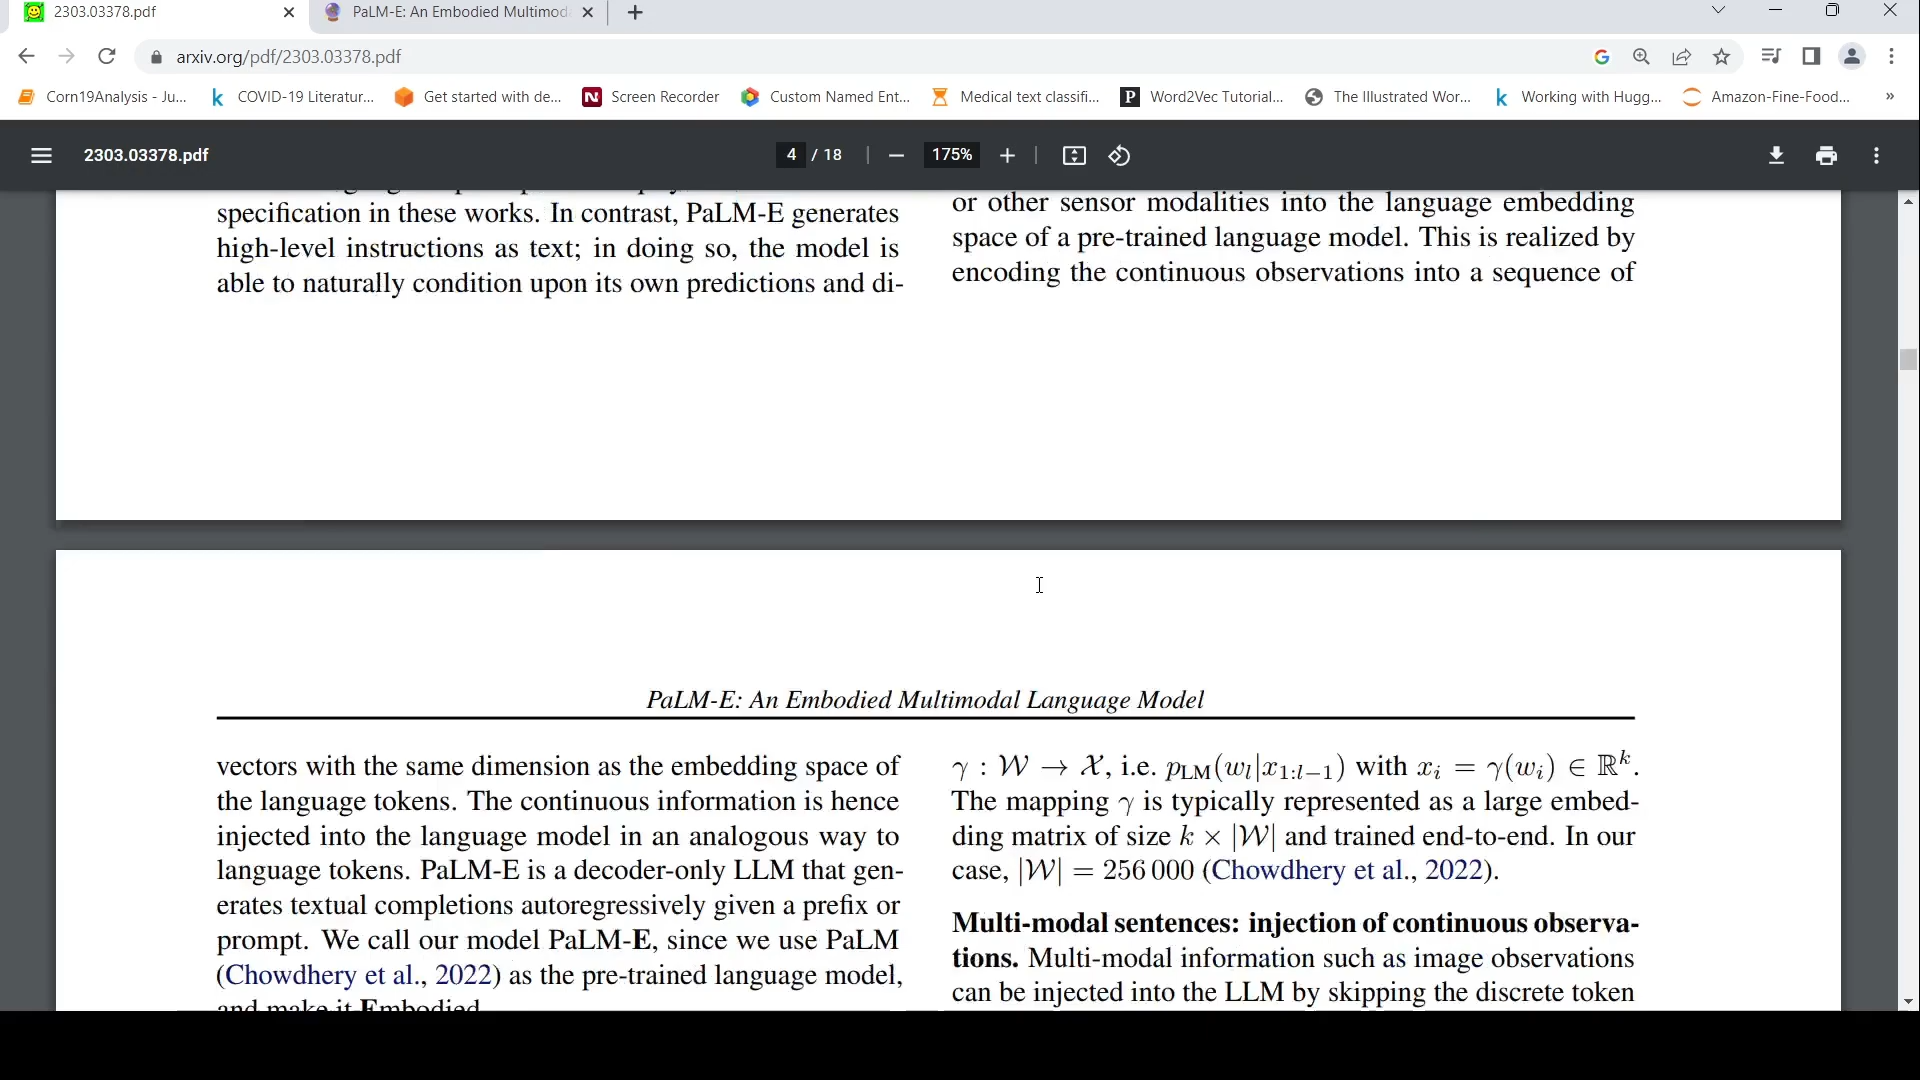 2303.03378.pdf
PaLM-E: An Embodied Multimod
arxiv.org/pdf/2303.03378.pdf
Corn19Analysis - Ju...
COVID-19 Literatur...
Get started with de...
Screen Recorder
Custom Named Ent...
Medical text classifi...
Word2Vec Tutorial...
The Illustrated Wor...
Working with Hugg...
Amazon-Fine-Food...
»
2303.03378.pdf
4 / 18
175%
specification in these works. In contrast, PaLM-E generates
high-level instructions as text; in doing so, the model is
able to naturally condition upon its own predictions and di-
or other sensor modalities into the language embedding
space of a pre-trained language model. This is realized by
encoding the continuous observations into a sequence of
PaLM-E: An Embodied Multimodal Language Model
vectors with the same dimension as the embedding space of
the language tokens. The continuous information is hence
injected into the language model in an analogous way to
language tokens. PaLM-E is a decoder-only LLM that gen-
erates textual completions autoregressively given a prefix or
prompt. We call our model PaLM-E, since we use PaLM
(Chowdhery et al., 2022) as the pre-trained language model,
and make it Embodied
γ : 𝒲 → 𝒳, i.e. p_LM(w_l|x_{1:l−1}) with x_i = γ(w_i) ∈ ℝ^k.
The mapping γ is typically represented as a large embed-
ding matrix of size k × |𝒲| and trained end-to-end. In our
case, |𝒲| = 256 000 (Chowdhery et al., 2022).
Multi-modal sentences: injection of continuous observa-
tions. Multi-modal information such as image observations
can be injected into the LLM by skipping the discrete token